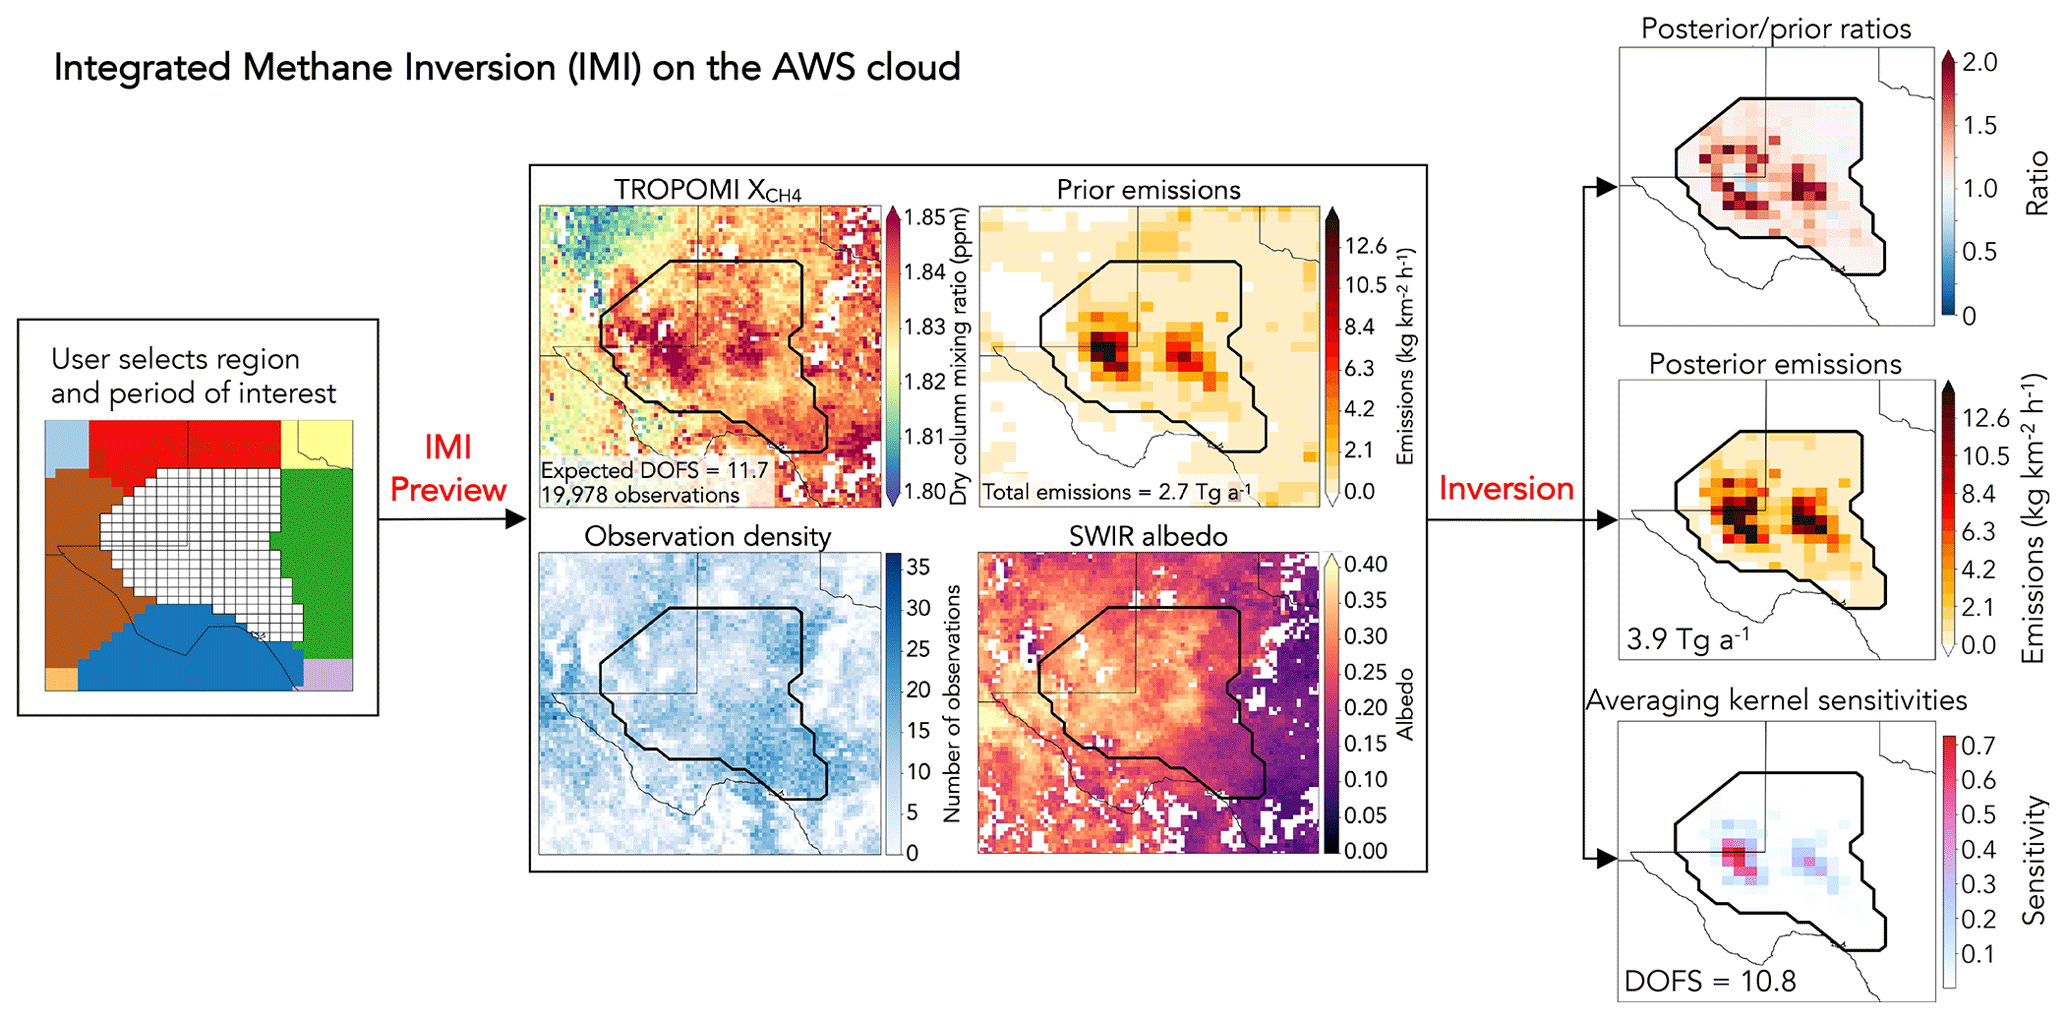 Integrated Methane Inversion (IMI) on the AWS cloud
User selects region
and period of interest
IMI
Preview
TROPOMI X_CH4
1.85
1.84
1.83
1.82
1.81
1.80
Dry column mixing ratio (ppm)
Expected DOFS = 11.7
19,978 observations
Prior emissions
12.6
10.5
8.4
6.3
4.2
2.1
0.0
Emissions (kg km⁻² h⁻¹)
Total emissions = 2.7 Tg a⁻¹
Observation density
35
30
25
20
15
10
5
0
Number of observations
SWIR albedo
0.40
0.35
0.30
0.25
0.20
0.15
0.10
0.05
0.00
Albedo
Inversion
Posterior/prior ratios
2.0
1.5
1.0
0.5
0
Ratio
Posterior emissions
12.6
10.5
8.4
6.3
4.2
2.1
0.0
Emissions (kg km⁻² h⁻¹)
3.9 Tg a⁻¹
Averaging kernel sensitivities
0.7
0.6
0.5
0.4
0.3
0.2
0.1
Sensitivity
DOFS = 10.8